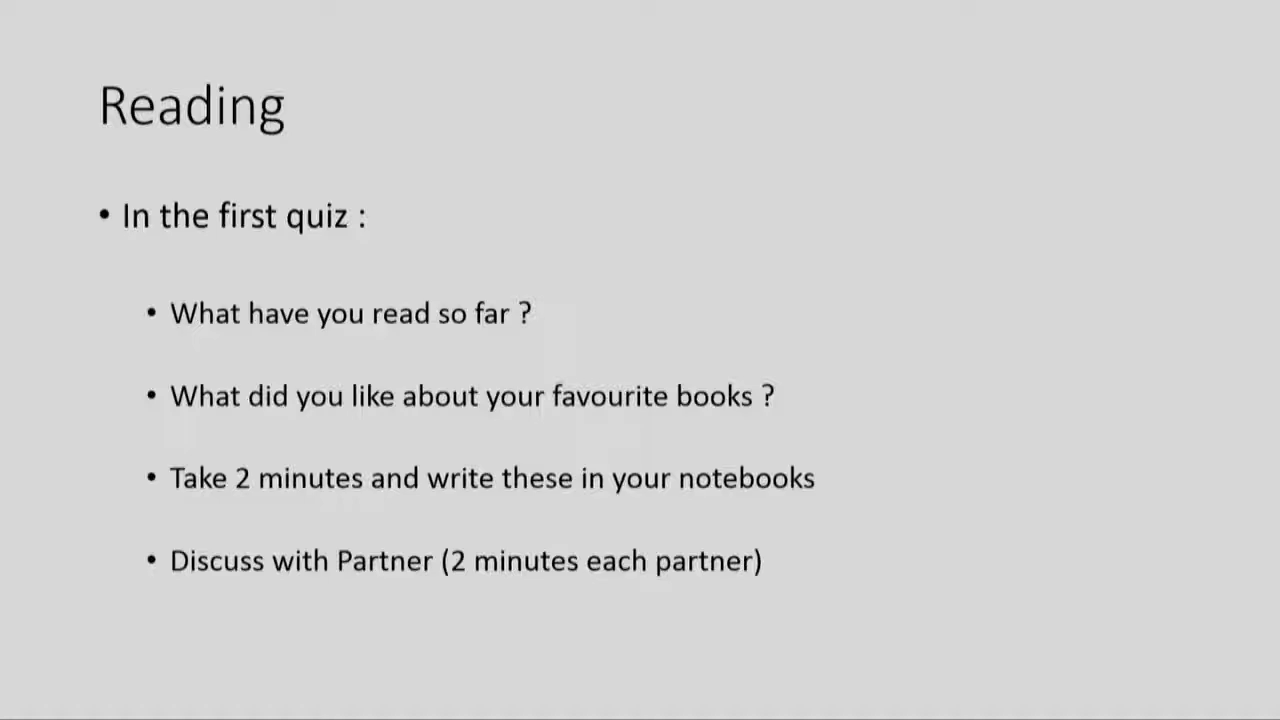 Reading
• In the first quiz :
• What have you read so far ?
• What did you like about your favourite books ?
• Take 2 minutes and write these in your notebooks
• Discuss with Partner (2 minutes each partner)